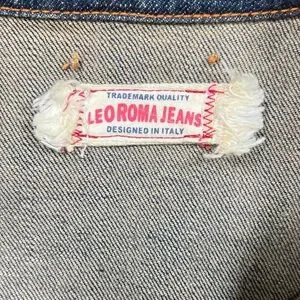 TRADEMARK QUALITY
LEO ROMA JEANS
DESIGNED IN ITALY